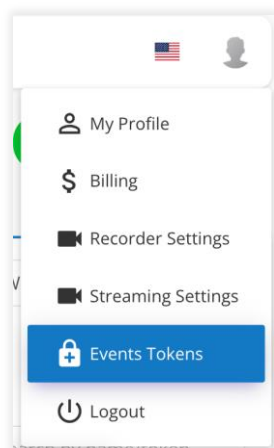 My Profile
Billing
Recorder Settings
Streaming Settings
Events Tokens
Logout